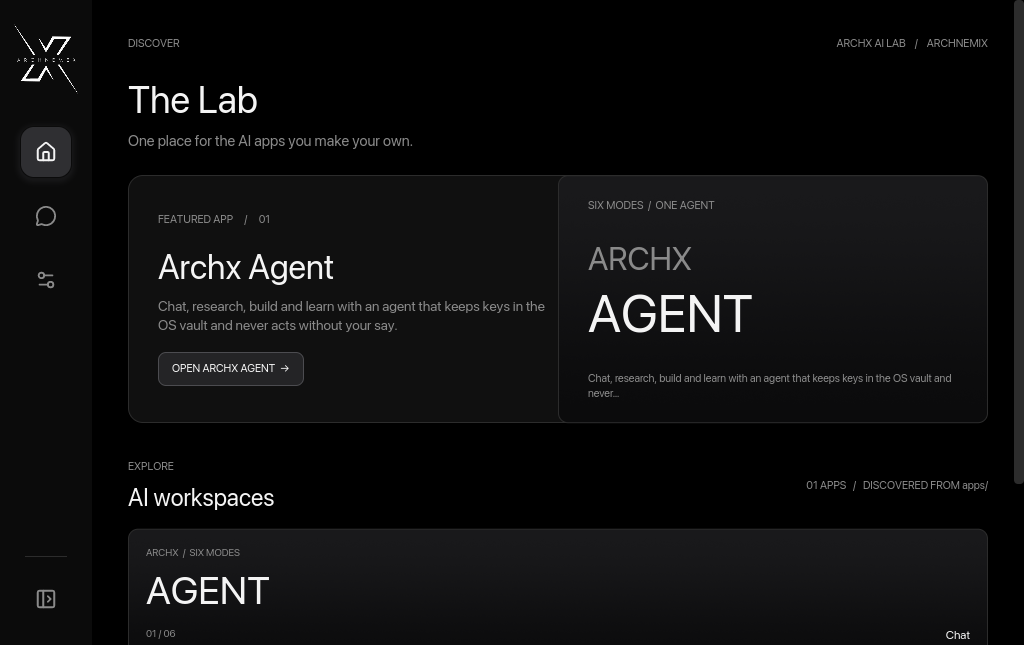 ARCHNEMIX
DISCOVER
ARCHX AI LAB / ARCHNEMIX
The Lab
One place for the AI apps you make your own.
FEATURED APP / 01
Archx Agent
Chat, research, build and learn with an agent that keeps keys in the
OS vault and never acts without your say.
OPEN ARCHX AGENT →
SIX MODES / ONE AGENT
ARCHX
AGENT
Chat, research, build and learn with an agent that keeps keys in the OS vault and
never...
EXPLORE
AI workspaces
01 APPS / DISCOVERED FROM apps/
ARCHX / SIX MODES
AGENT
01 / 06
Chat